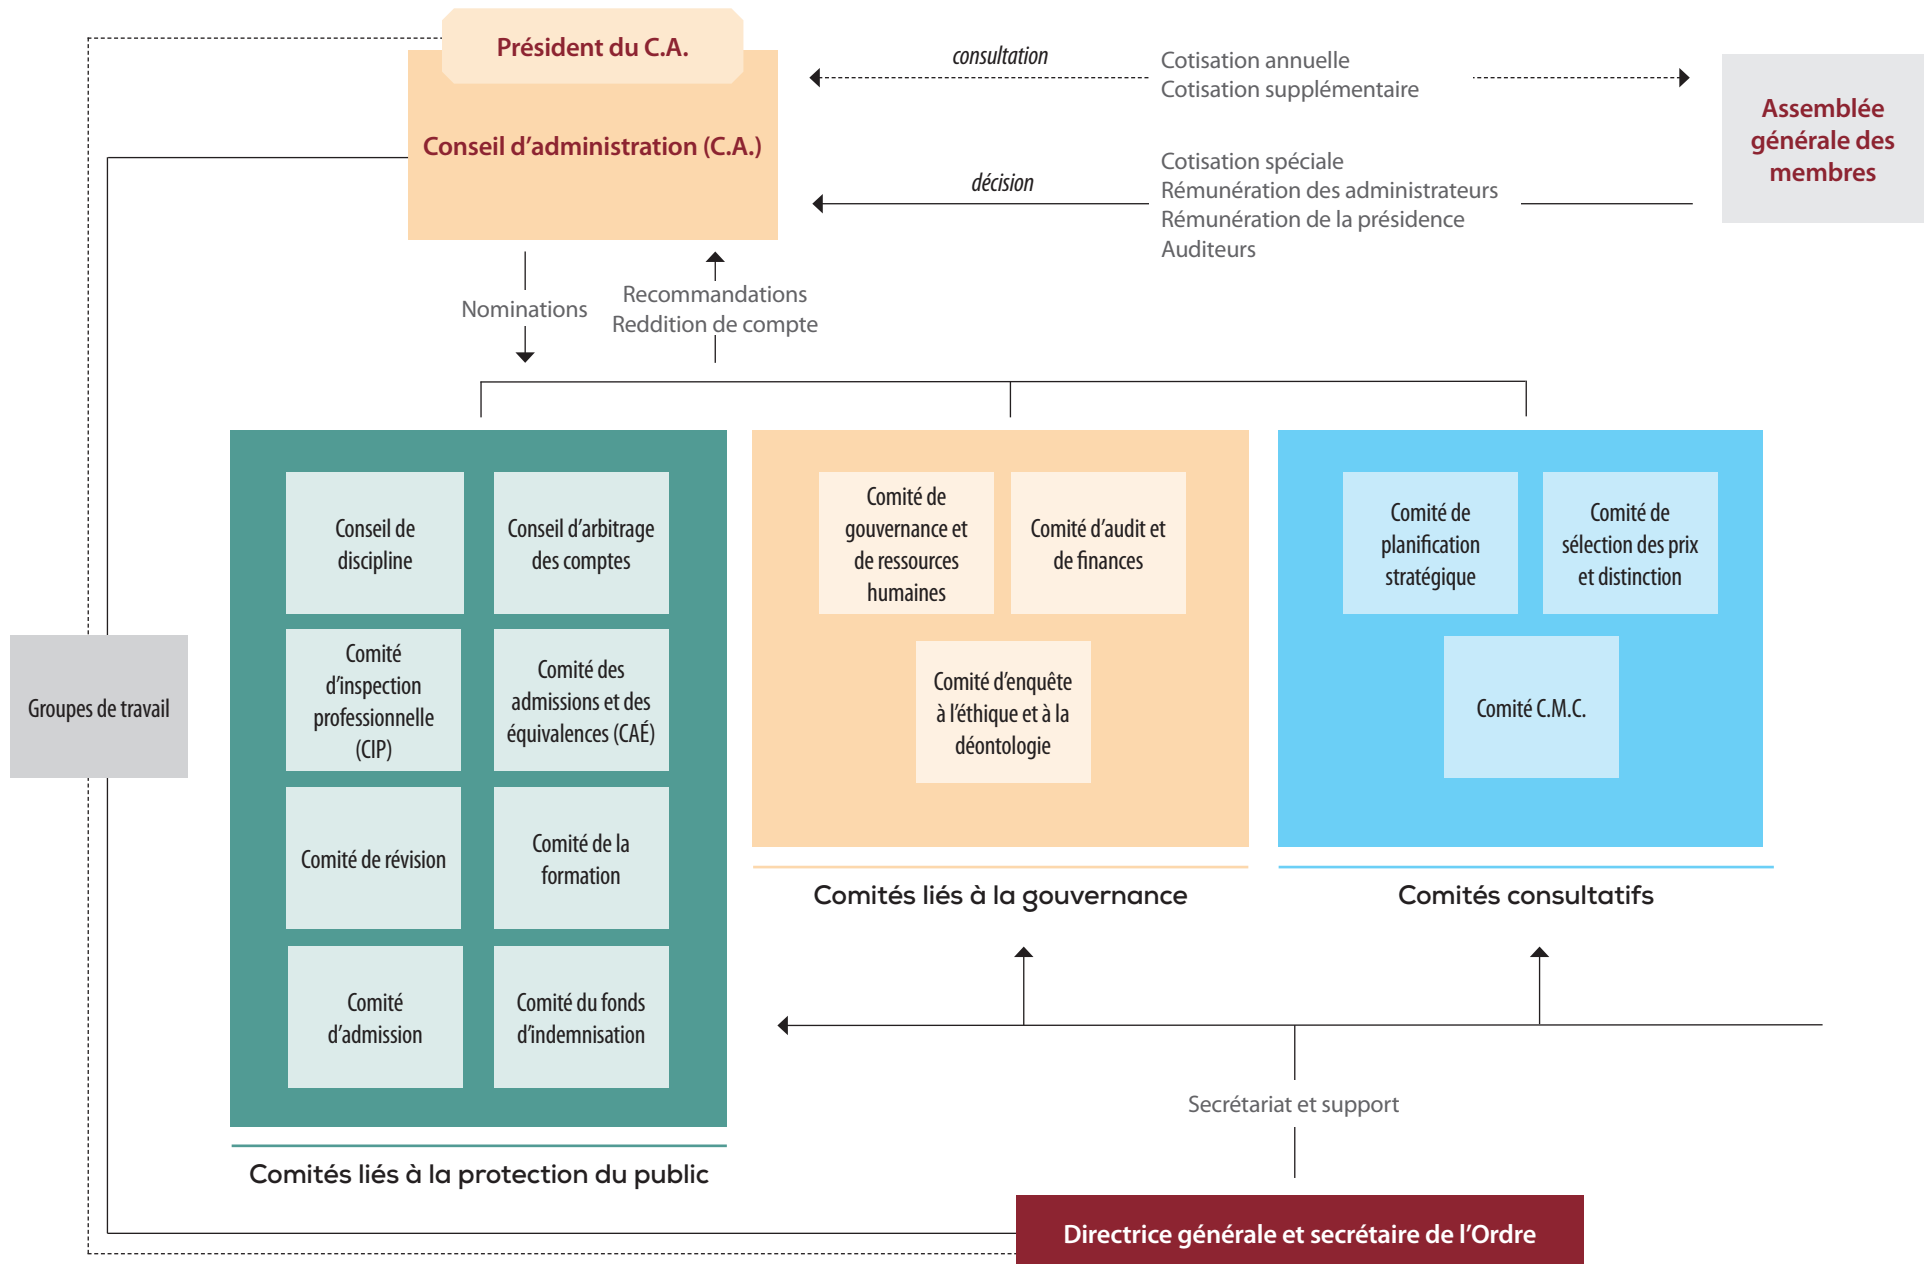 Président du C.A.
Conseil d’administration (C.A.)
consultation
Cotisation annuelle
Cotisation supplémentaire
décision
Cotisation spéciale
Rémunération des administrateurs
Rémunération de la présidence
Auditeurs
Assemblée
générale des
membres
Nominations
Recommandations
Reddition de compte
Groupes de travail
Conseil de
discipline
Conseil d’arbitrage
des comptes
Comité
d’inspection
professionnelle
(CIP)
Comité des
admissions et des
équivalences (CAÉ)
Comité de révision
Comité de la
formation
Comité
d’admission
Comité du fonds
d’indemnisation
Comités liés à la protection du public
Comité de
gouvernance et
de ressources
humaines
Comité d’audit et
de finances
Comité d’enquête
à l’éthique et à la
déontologie
Comités liés à la gouvernance
Comité de
planification
stratégique
Comité de
sélection des prix
et distinction
Comité C.M.C.
Comités consultatifs
Secrétariat et support
Directrice générale et secrétaire de l’Ordre